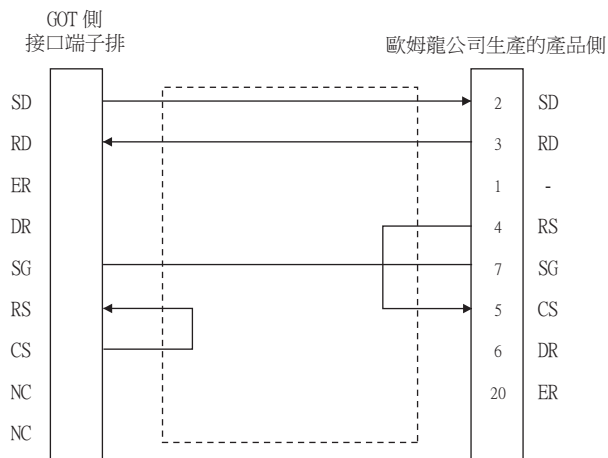 GOT 側
接口端子排
歐姆龍公司生產的產品側
SD 2 SD
RD 3 RD
ER 1 -
DR 4 RS
SG 7 SG
RS 5 CS
CS 6 DR
NC 20 ER
NC